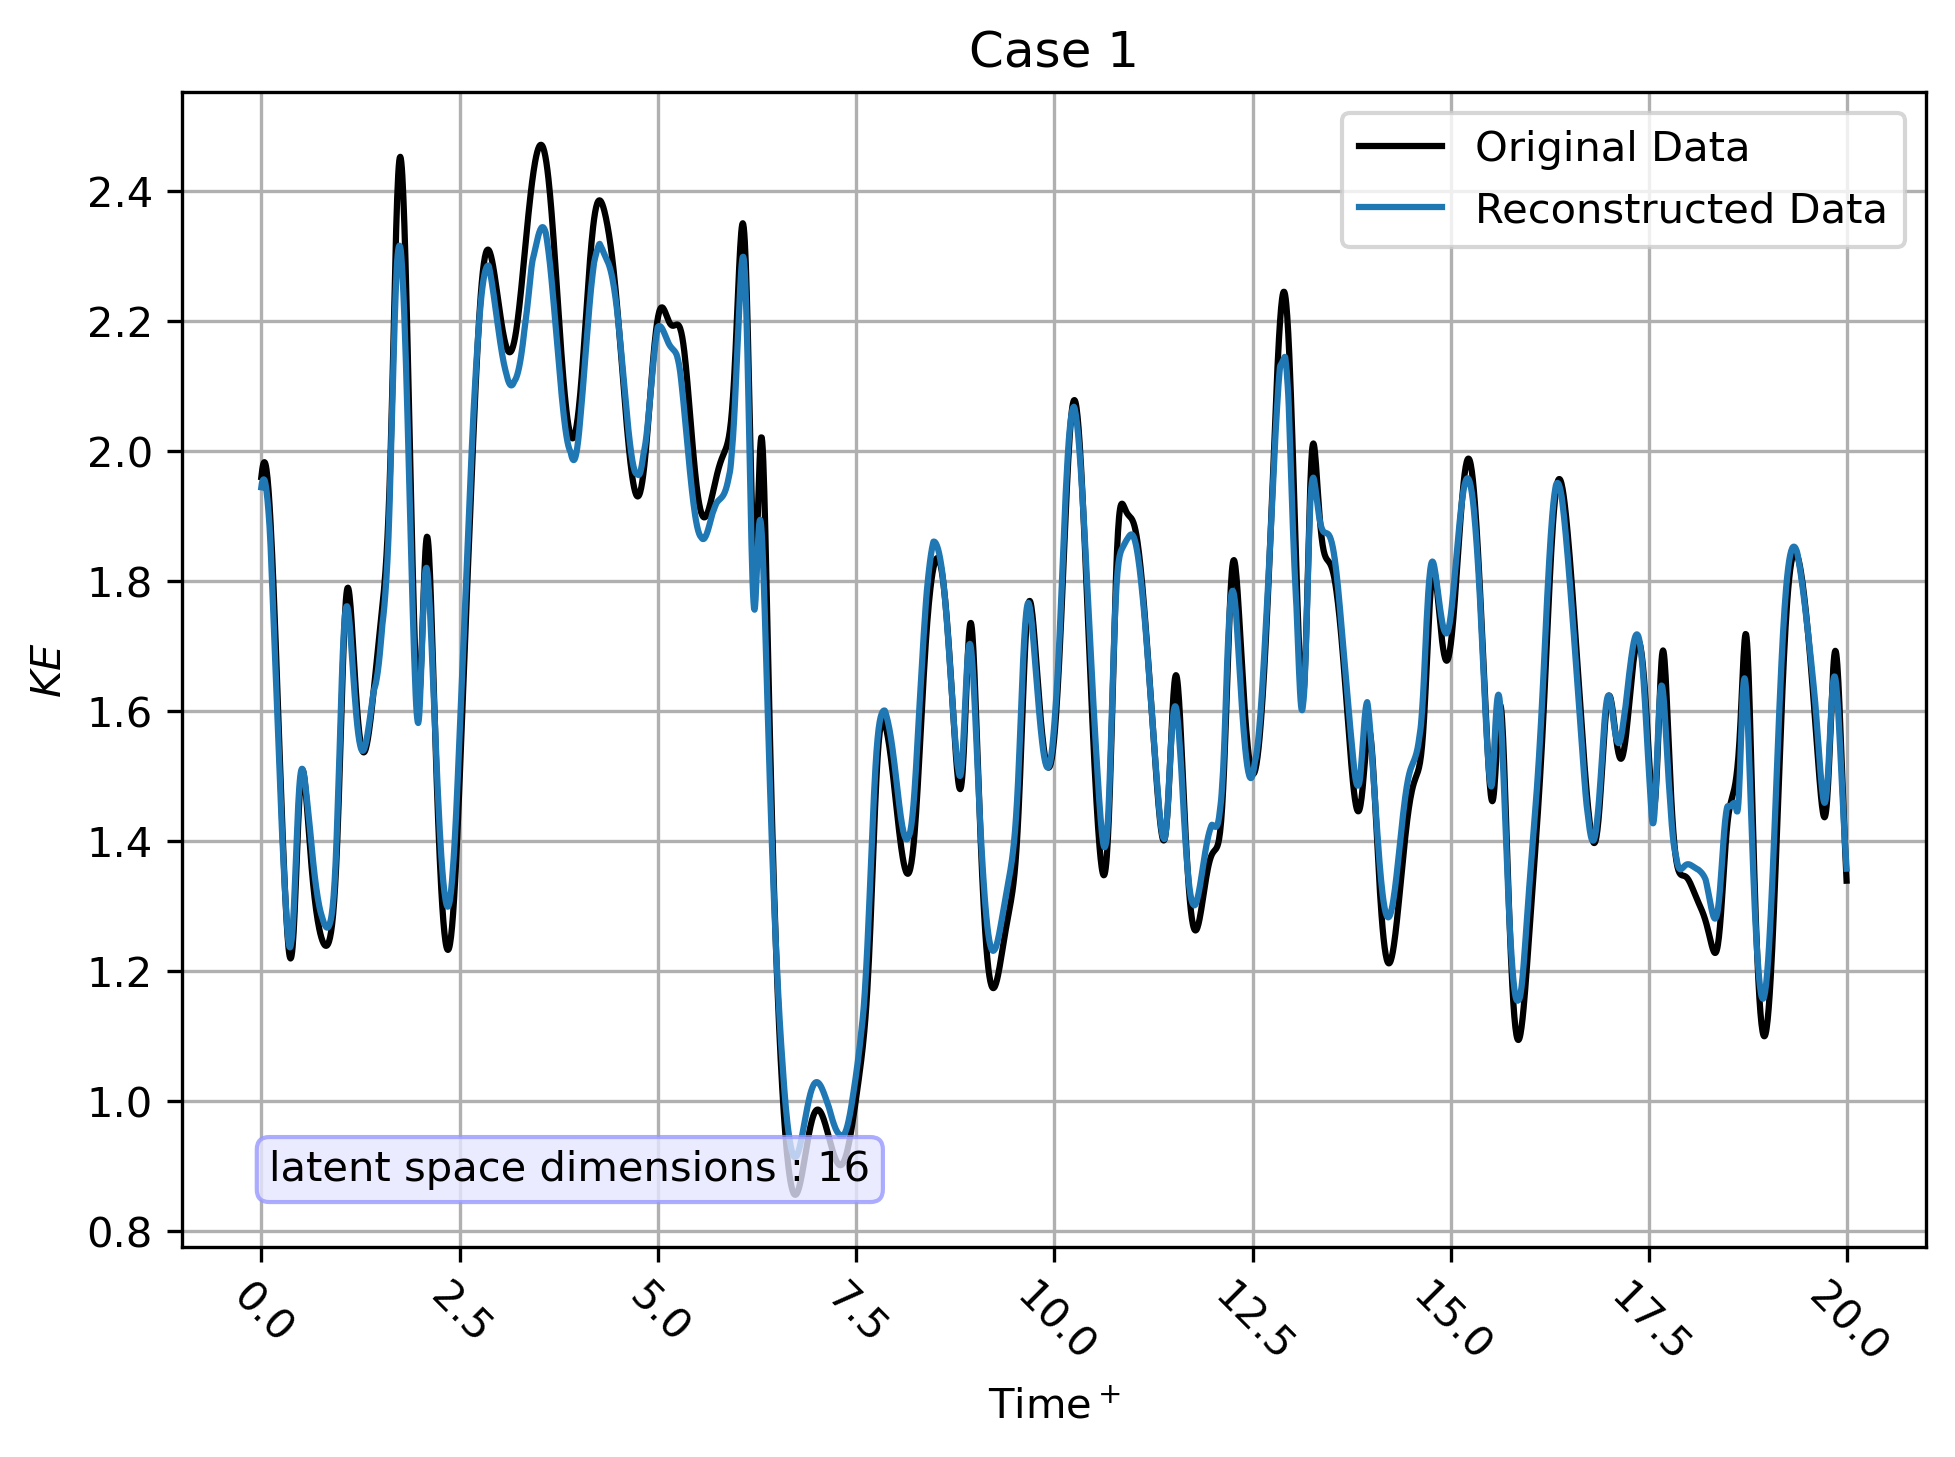 Case 1
Original Data
Reconstructed Data
2.4
2.2
2.0
1.8
1.6
1.4
1.2
1.0
0.8
KE
latent space dimensions : 16
0.0 2.5 5.0 7.5 10.0 12.5 15.0 17.5 20.0
Time⁺